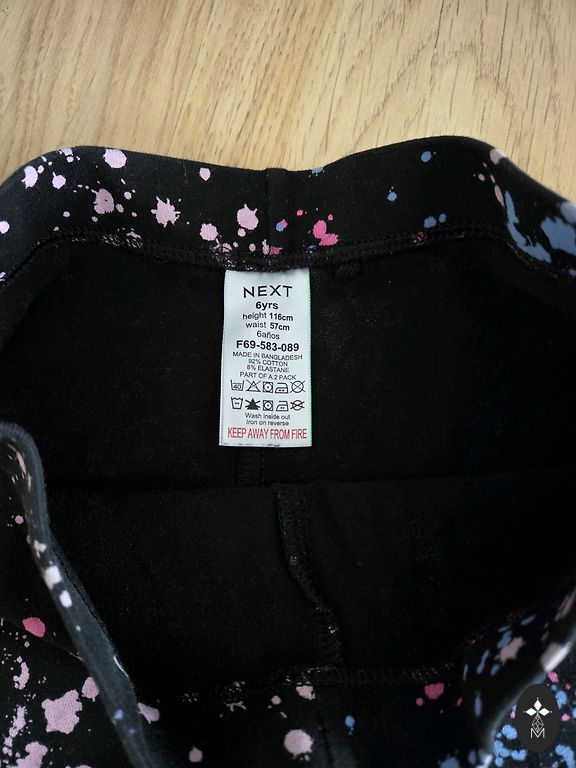 NEXT
6yrs
height 116cm
waist 57cm
6años
F69-583-089
MADE IN BANGLADESH
92% COTTON
8% ELASTANE
PART OF A 2 PACK
40
Wash inside out
Iron on reverse
KEEP AWAY FROM FIRE
M